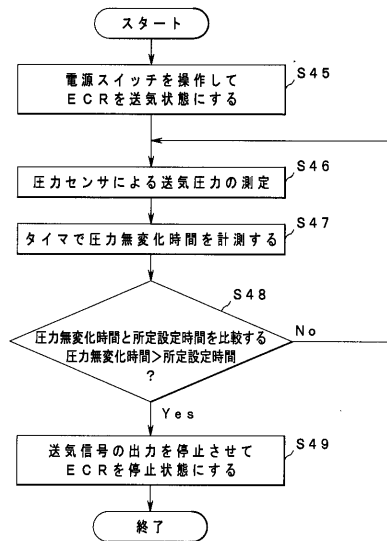 スタート
電源スイッチを操作して
ECRを送気状態にする
S45
圧力センサによる送気圧力の測定
S46
タイマで圧力無変化時間を計測する
S47
S48
圧力無変化時間と所定設定時間を比較する
圧力無変化時間>所定設定時間
?
No
Yes
送気信号の出力を停止させて
ECRを停止状態にする
S49
終了